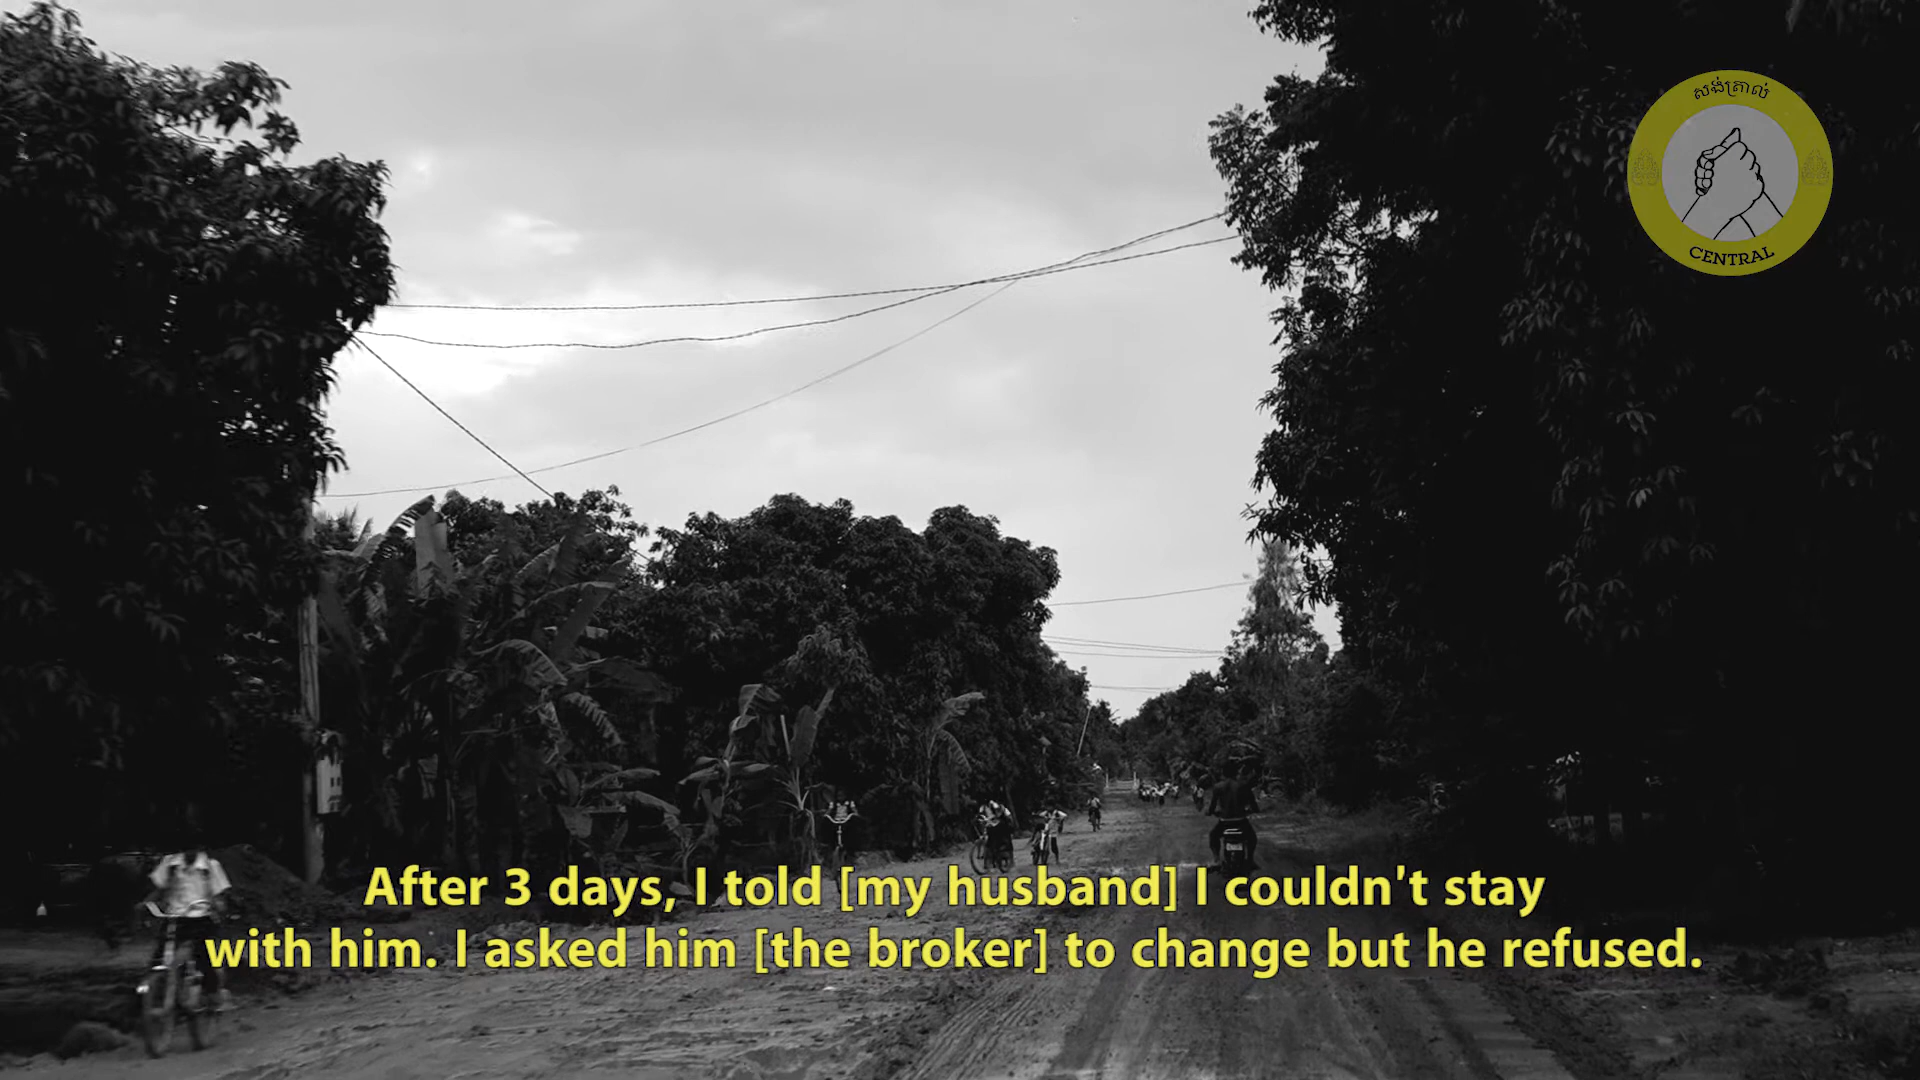 សង់ត្រាល់
CENTRAL
After 3 days, I told [my husband] I couldn't stay
with him. I asked him [the broker] to change but he refused.